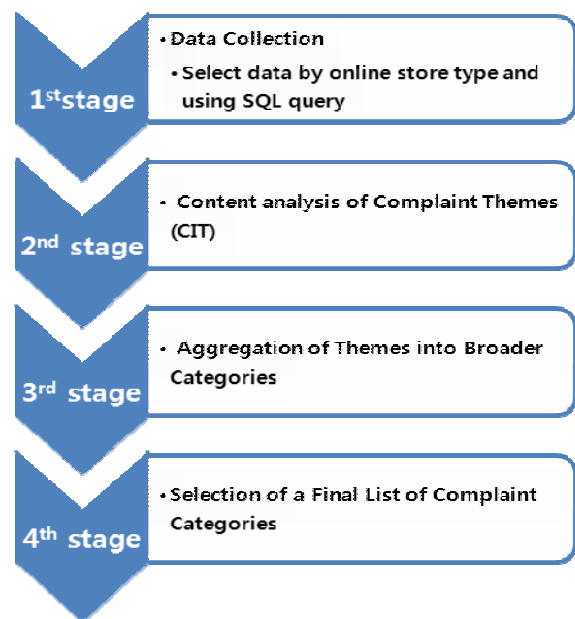 • Data Collection
• Select data by online store type and
using SQL query
1st stage
• Content analysis of Complaint Themes
(CIT)
2nd stage
• Aggregation of Themes into Broader
Categories
3rd stage
• Selection of a Final List of Complaint
Categories
4th stage